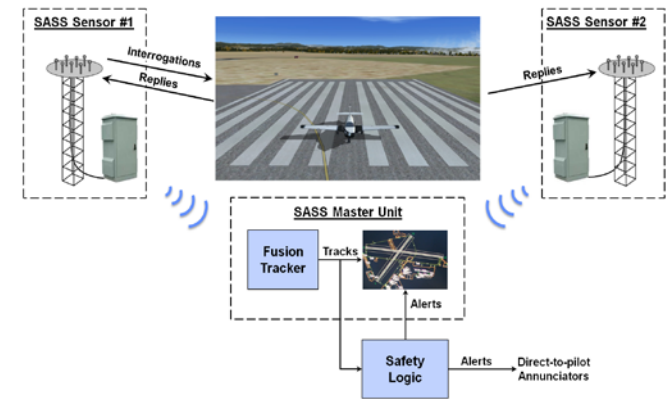 SASS Sensor #1
SASS Sensor #2
Interrogations
Replies
Replies
SASS Master Unit
Fusion
Tracker
Tracks
Alerts
Safety
Logic
Alerts
Direct-to-pilot
Annunciators